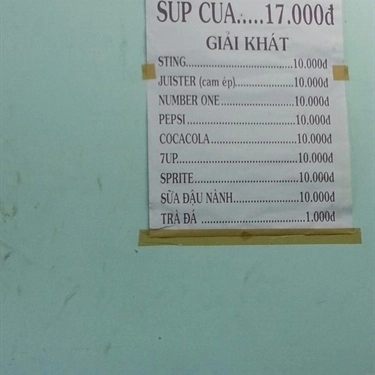 SÚP CUA.....17.000đ
GIẢI KHÁT
STING..............................10.000đ
JUISTER (cam ép)................10.000đ
NUMBER ONE....................10.000đ
PEPSI..............................10.000đ
COCACOLA......................10.000đ
7UP.................................10.000đ
SPRITE............................10.000đ
SỮA ĐẬU NÀNH................10.000đ
TRÀ ĐÁ ..........................1.000đ